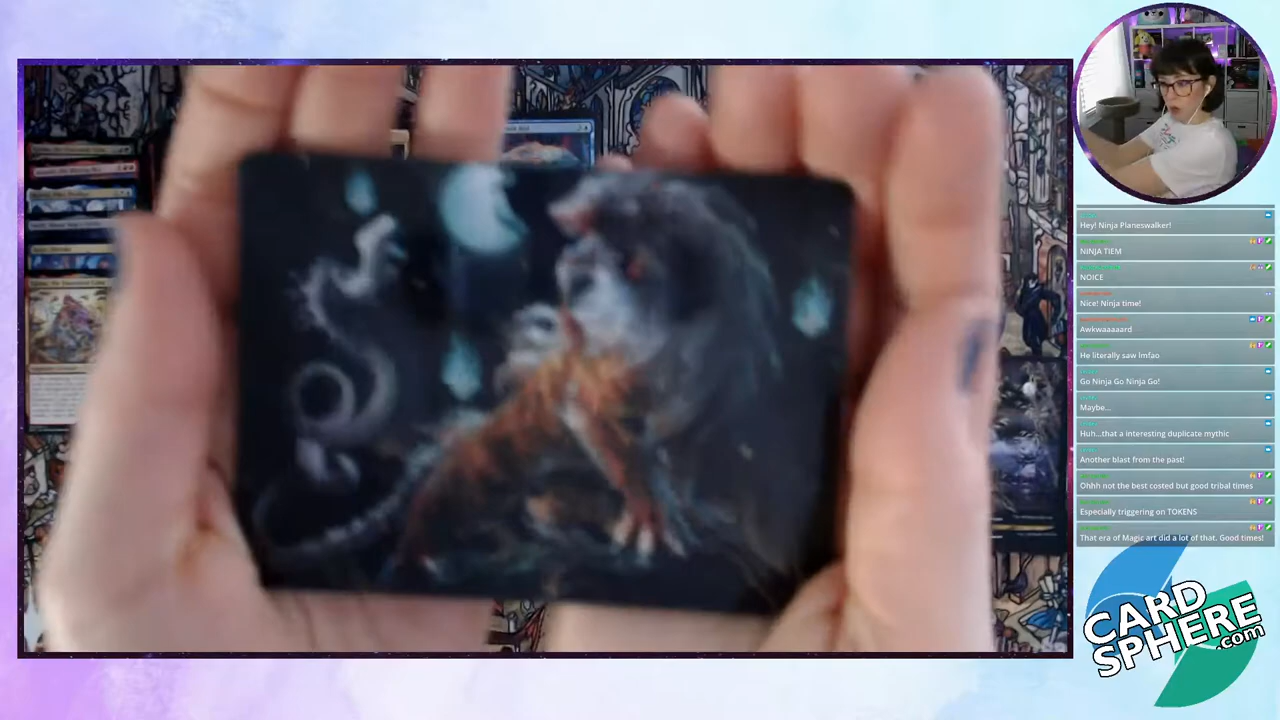 Hey! Ninja Planeswalker!
NINJA TIEM
NOICE
Nice! Ninja time!
Awkwaaaaard
He literally saw lmfao
Go Ninja Go Ninja Go!
Maybe...
Huh...that a interesting duplicate mythic
Another blast from the past!
Ohhh not the best costed but good tribal times
Especially triggering on TOKENS
That era of Magic art did a lot of that. Good times!
CARD
SPHERE
.com